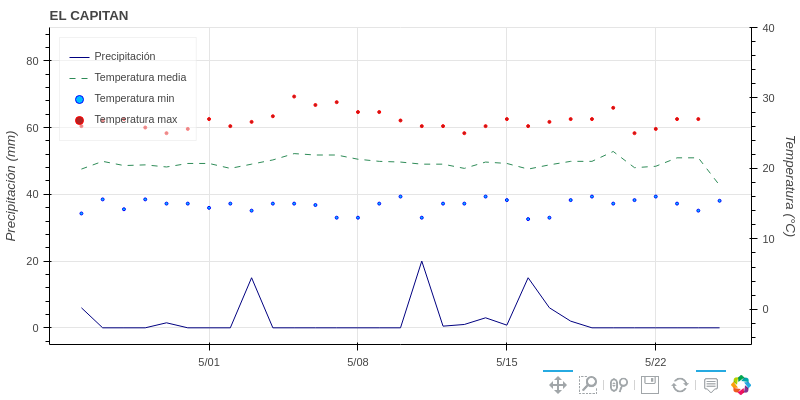 EL CAPITAN
Precipitación
Temperatura media
Temperatura min
Temperatura max
Precipitación (mm)
80
60
40
20
0
40
30
20
10
0
Temperatura (°C)
5/01
5/08
5/15
5/22